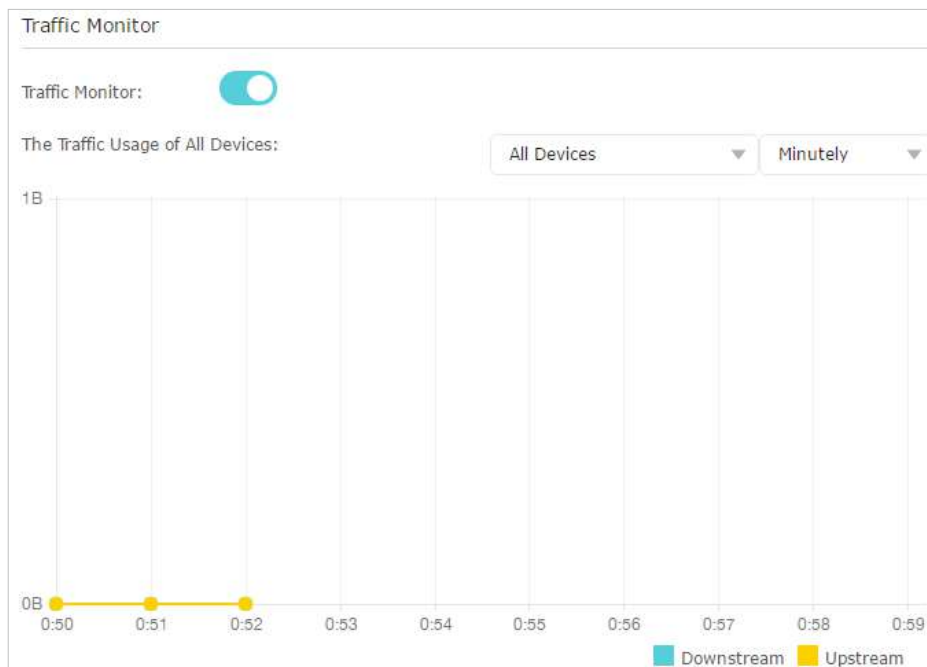 Traffic Monitor
Traffic Monitor:
The Traffic Usage of All Devices:
All Devices
Minutely
1B
0B
0:50 0:51 0:52 0:53 0:54 0:55 0:56 0:57 0:58 0:59
Downstream Upstream